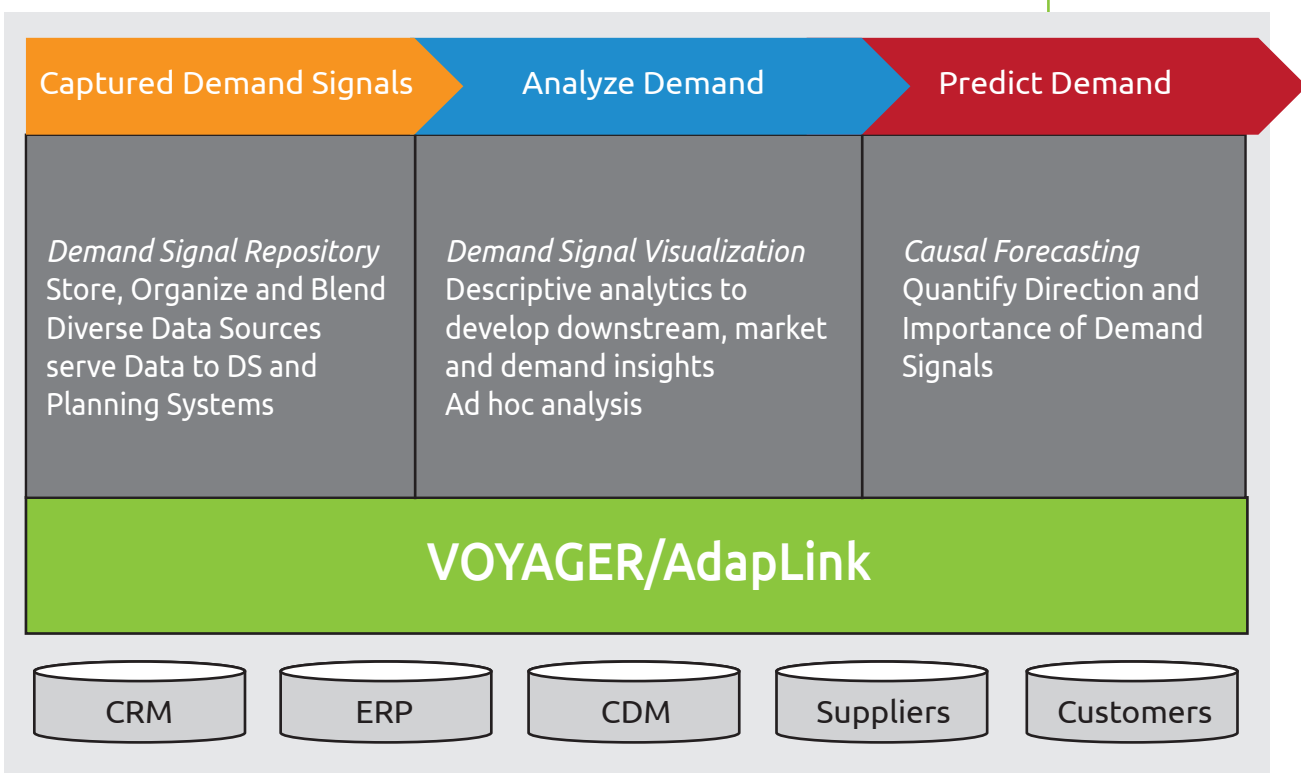 Captured Demand Signals
Analyze Demand
Predict Demand
Demand Signal Repository
Store, Organize and Blend
Diverse Data Sources
serve Data to DS and
Planning Systems
Demand Signal Visualization
Descriptive analytics to
develop downstream, market
and demand insights
Ad hoc analysis
Causal Forecasting
Quantify Direction and
Importance of Demand
Signals
VOYAGER/AdapLink
CRM
ERP
CDM
Suppliers
Customers